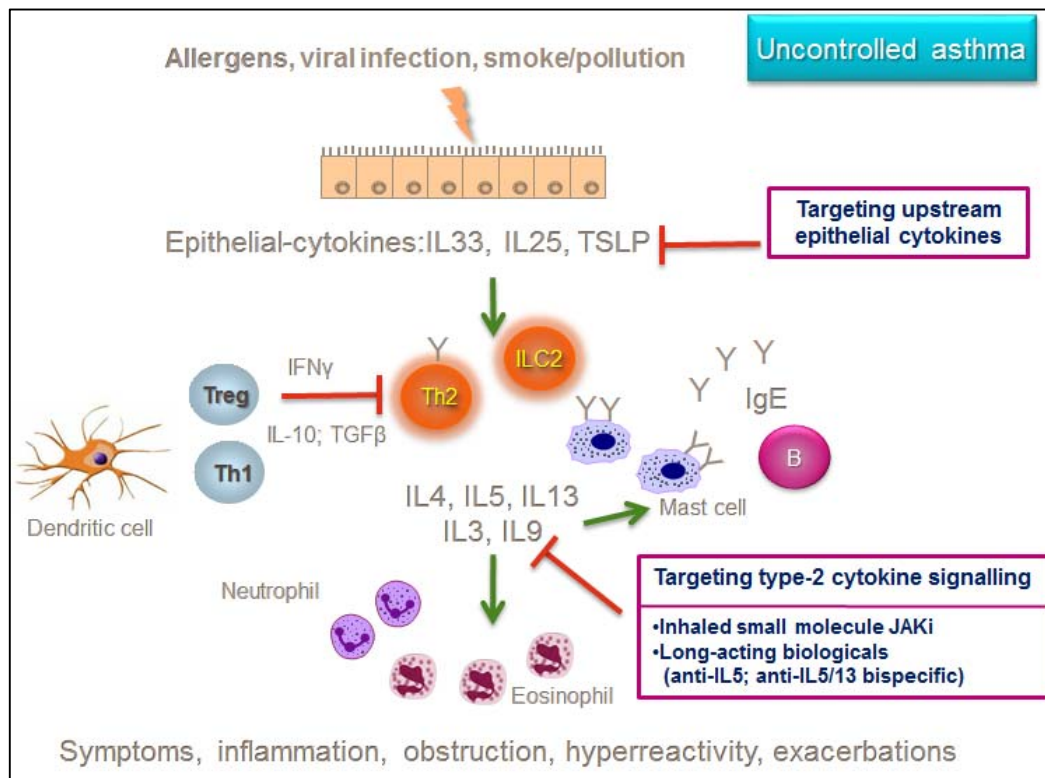 Uncontrolled asthma
Allergens, viral infection, smoke/pollution
Targeting upstream
epithelial cytokines
Epithelial-cytokines:IL33, IL25, TSLP
ILC2
Y
Th2
IFNγ
Treg
IL-10; TGFβ
Th1
Dendritic cell
Y Y
Y Y Y
IgE
B
Mast cell
IL4, IL5, IL13
IL3, IL9
Neutrophil
Eosinophil
Targeting type-2 cytokine signalling
•Inhaled small molecule JAKi
•Long-acting biologicals
(anti-IL5; anti-IL5/13 bispecific)
Symptoms, inflammation, obstruction, hyperreactivity, exacerbations